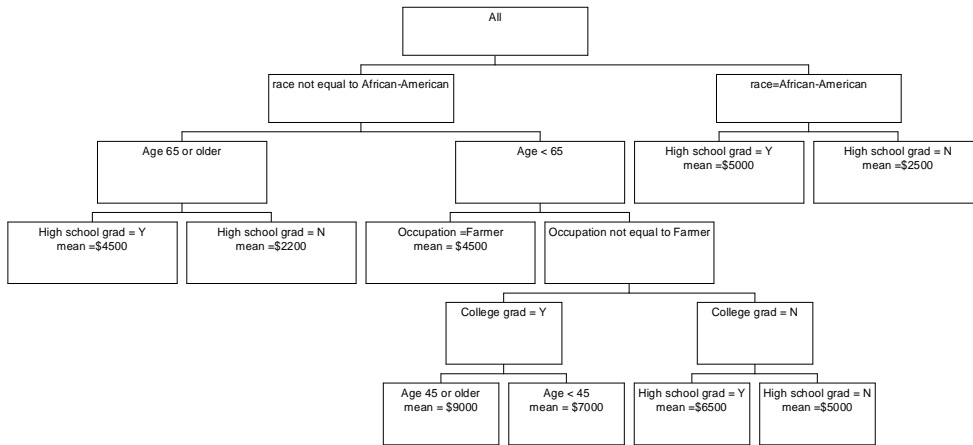 All
race not equal to African-American
race=African-American
Age 65 or older
Age < 65
High school grad = Y
mean =$5000
High school grad = N
mean =$2500
High school grad = Y
mean =$4500
High school grad = N
mean =$2200
Occupation =Farmer
mean = $4500
Occupation not equal to Farmer
College grad = Y
College grad = N
Age 45 or older
mean = $9000
Age < 45
mean = $7000
High school grad = Y
mean =$6500
High school grad = N
mean =$5000